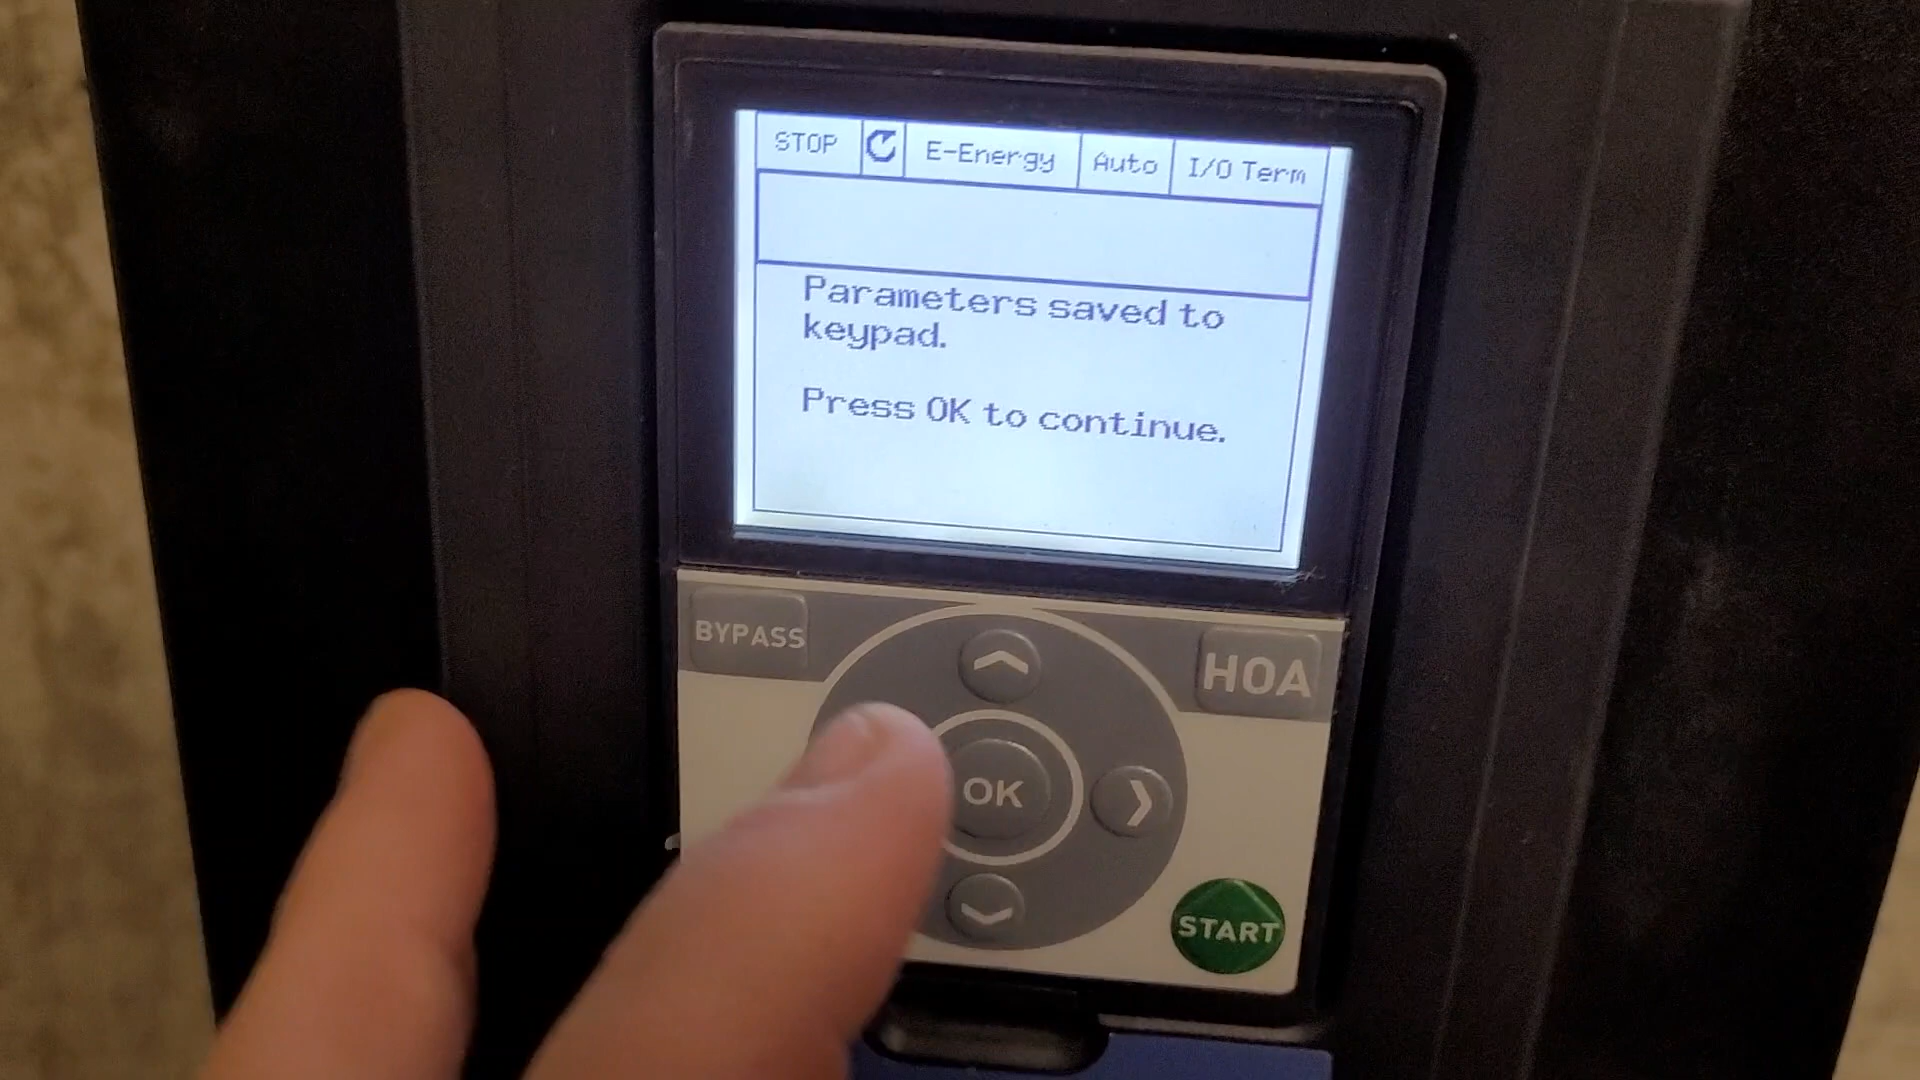 STOP E-Energy Auto I/O Term
Parameters saved to
keypad.
Press OK to continue.
BYPASS
HOA
OK
START